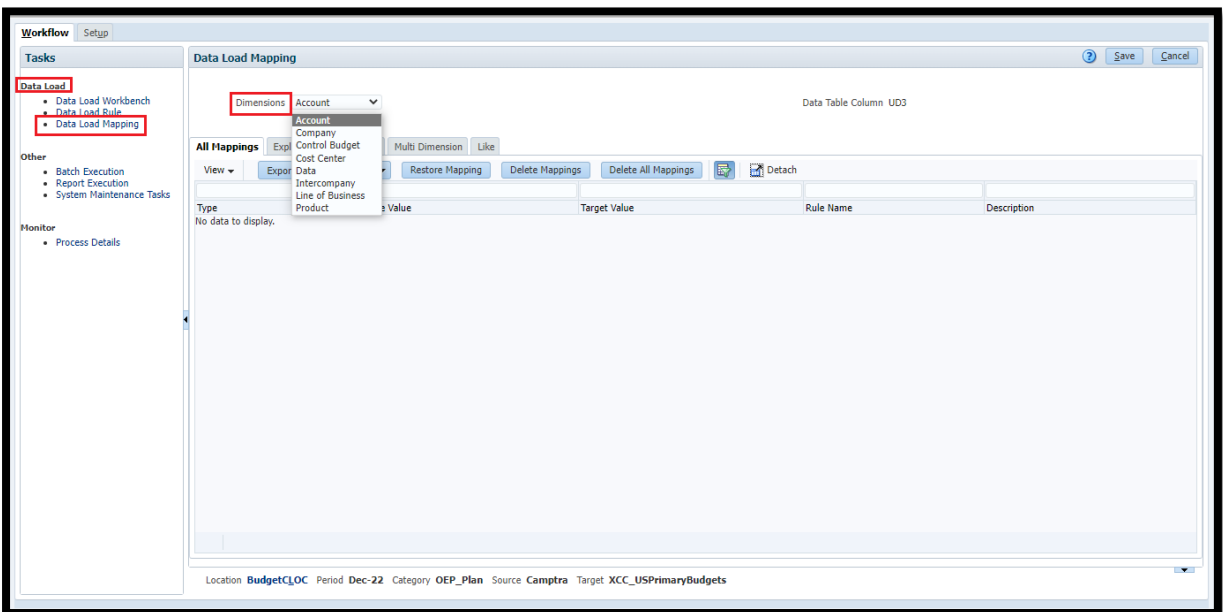 Workflow Setup
Tasks
Data Load
Data Load Workbench
Data Load Rule
Data Load Mapping
Other
Batch Execution
Report Execution
System Maintenance Tasks
Monitor
Process Details
Data Load Mapping
Save Cancel
Dimensions Account
Data Table Column UD3
Account
Company
Control Budget
Cost Center
Data
Intercompany
Line of Business
Product
All Mappings Multi Dimension Like
View Restore Mapping Delete Mappings Delete All Mappings Detach
Type Value Target Value Rule Name Description
No data to display.
Location BudgetCLOC Period Dec-22 Category OEP_Plan Source Camptra Target XCC_USPrimaryBudgets